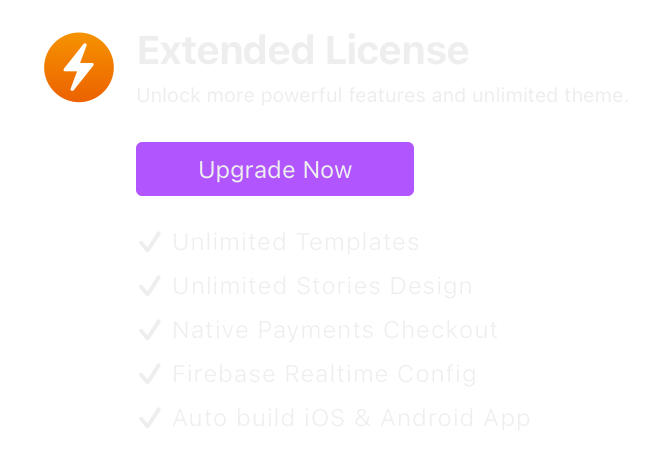 Extended License
Unlock more powerful features and unlimited theme.
Upgrade Now
Unlimited Templates
Unlimited Stories Design
Native Payments Checkout
Firebase Realtime Config
Auto build iOS & Android App